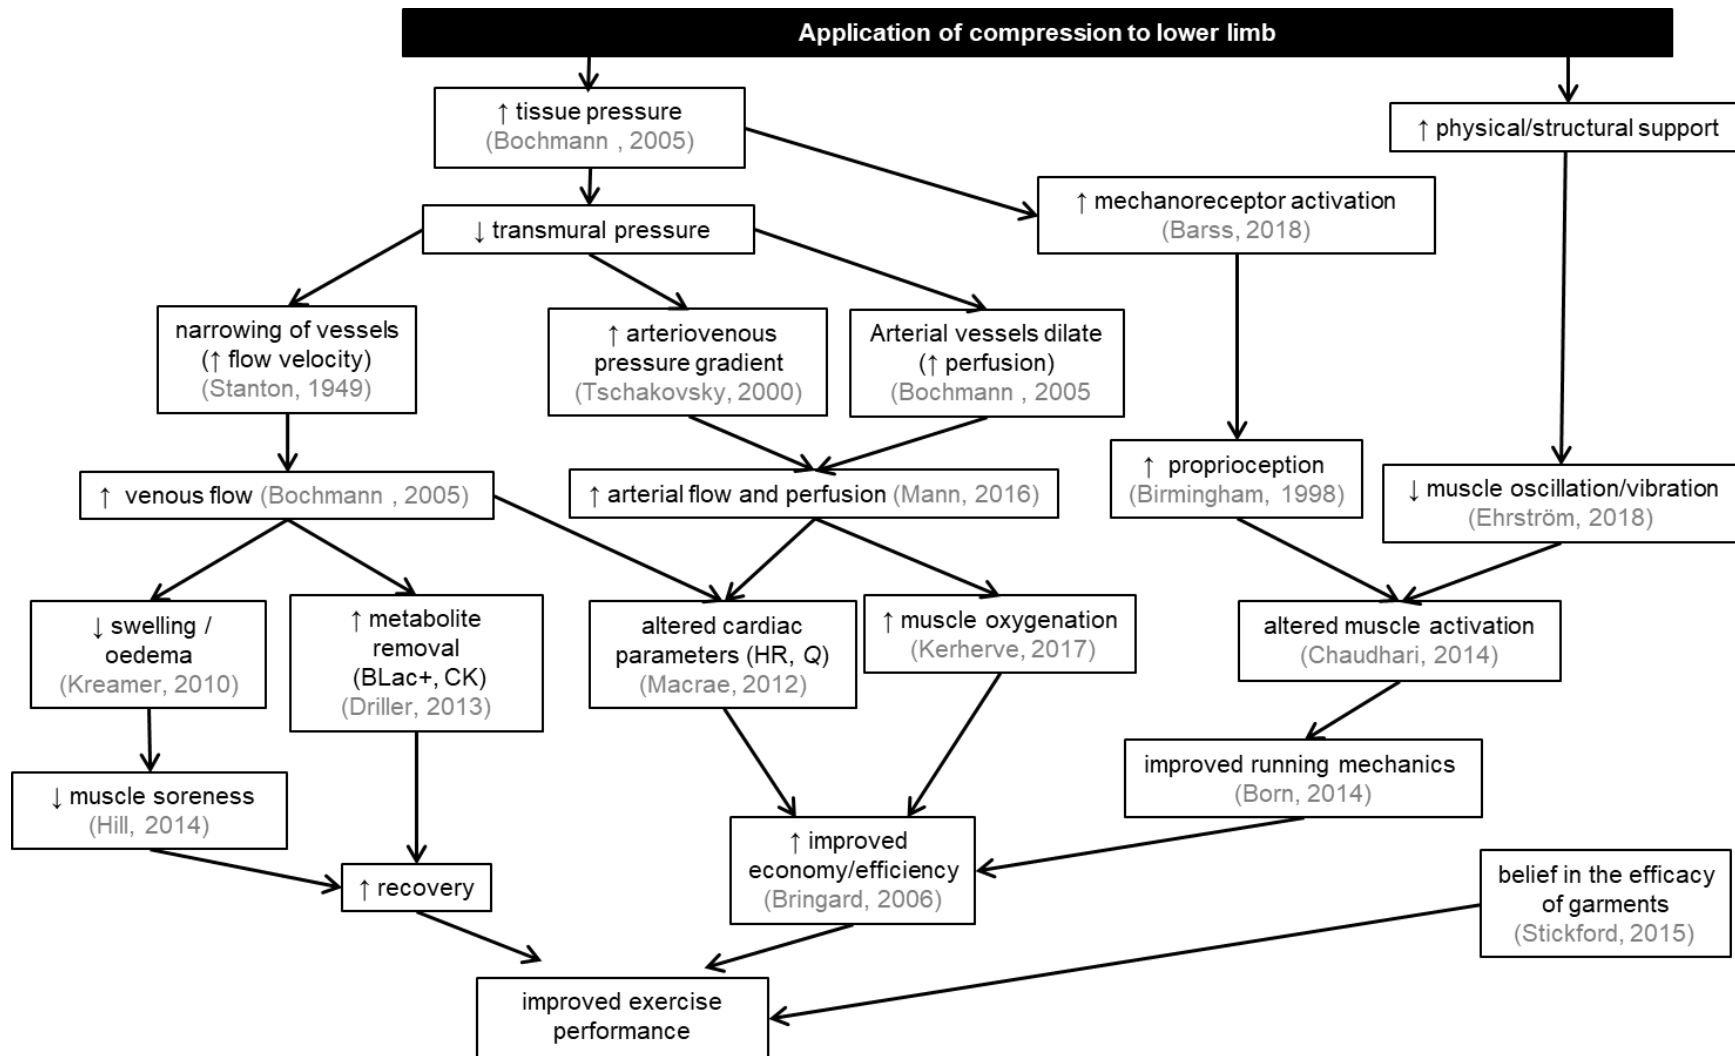 Application of compression to lower limb
↑ tissue pressure
(Bochmann , 2005)
↑ physical/structural support
↑ mechanoreceptor activation
(Barss, 2018)
↓ transmural pressure
narrowing of vessels
(↑ flow velocity)
(Stanton, 1949)
↑ arteriovenous
pressure gradient
(Tschakovsky, 2000)
Arterial vessels dilate
(↑ perfusion)
(Bochmann , 2005
↑ venous flow (Bochmann , 2005)
↑ arterial flow and perfusion (Mann, 2016)
↑ proprioception
(Birmingham, 1998)
↓ muscle oscillation/vibration
(Ehrström, 2018)
↓ swelling /
oedema
(Kreamer, 2010)
↑ metabolite
removal
(BLac+, CK)
(Driller, 2013)
altered cardiac
parameters (HR, Q)
(Macrae, 2012)
↑ muscle oxygenation
(Kerherve, 2017)
altered muscle activation
(Chaudhari, 2014)
↓ muscle soreness
(Hill, 2014)
improved running mechanics
(Born, 2014)
↑ recovery
↑ improved
economy/efficiency
(Bringard, 2006)
belief in the efficacy
of garments
(Stickford, 2015)
improved exercise
performance